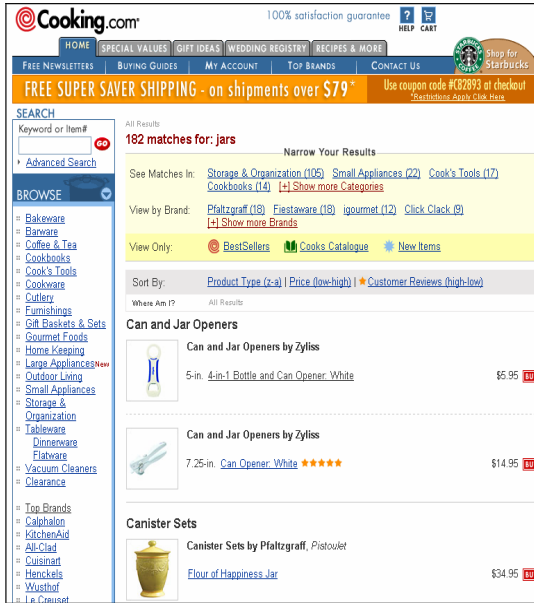 Cooking.com
100% satisfaction guarantee
?
HELP CART
HOME
SPECIAL VALUES
GIFT IDEAS
WEDDING REGISTRY
RECIPES & MORE
FREE NEWSLETTERS
BUYING GUIDES
MY ACCOUNT
TOP BRANDS
CONTACT US
STARBUCKS
Shop for
Starbucks
FREE SUPER SAVER SHIPPING - on shipments over $79*
Use coupon code #CB2893 at checkout
*Restrictions Apply Click Here
SEARCH
Keyword or Item#
GO
Advanced Search
BROWSE
Bakeware
Barware
Coffee & Tea
Cookbooks
Cook's Tools
Cookware
Cutlery
Furnishings
Gift Baskets & Sets
Gourmet Foods
Home Keeping
Large Appliances New
Outdoor Living
Small Appliances
Storage &
Organization
Tableware
Dinnerware
Flatware
Vacuum Cleaners
Clearance
Top Brands
Calphalon
KitchenAid
All-Clad
Cuisinart
Henckels
Wusthof
Le Creuset
All Results
182 matches for: jars
Narrow Your Results
See Matches In: Storage & Organization (105) Small Appliances (22) Cook's Tools (17)
Cookbooks (14) [+] Show more Categories
View by Brand: Pfaltzgraff (18) Fiestaware (18) igourmet (12) Click Clack (9)
[+] Show more Brands
View Only: BestSellers Cooks Catalogue New Items
Sort By: Product Type (z-a) | Price (low-high) | Customer Reviews (high-low)
Where Am I? All Results
Can and Jar Openers
Can and Jar Openers by Zyliss
5-in. 4-in-1 Bottle and Can Opener: White $5.95 BU
Can and Jar Openers by Zyliss
7.25-in. Can Opener: White $14.95 BU
Canister Sets
Canister Sets by Pfaltzgraff, Pistoulet
Flour of Happiness Jar $34.95 BU